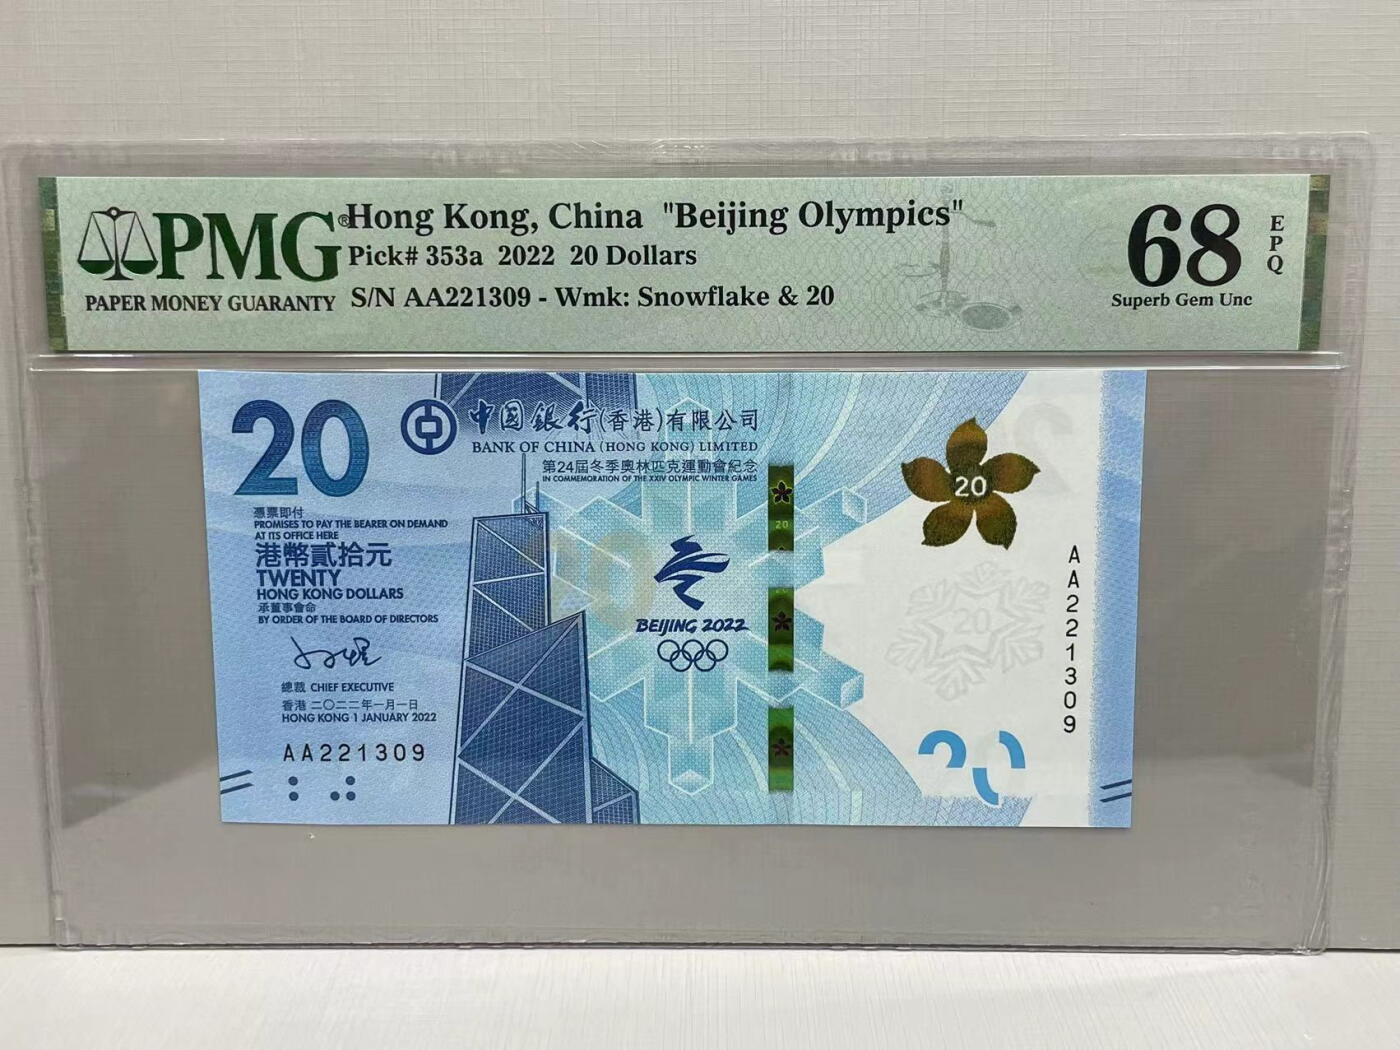 PMG®
PAPER MONEY GUARANTY
Hong Kong, China "Beijing Olympics"
Pick# 353a 2022 20 Dollars
S/N AA221309 - Wmk: Snowflake & 20
68
EPQ
Superb Gem Unc
20
中国銀行(香港)有限公司
BANK OF CHINA (HONG KONG) LIMITED
第24屆冬季奧林匹克運動會紀念
IN COMMEMORATION OF THE XXIV OLYMPIC WINTER GAMES
憑票即付
PROMISES TO PAY THE BEARER ON DEMAND
AT ITS OFFICE HERE
港幣貳拾元
TWENTY
HONG KONG DOLLARS
承董事會命
BY ORDER OF THE BOARD OF DIRECTORS
總裁 CHIEF EXECUTIVE
香港 二〇二二年一月一日
HONG KONG 1 JANUARY 2022
AA221309
20
BEIJING 2022
20
20
20
AA221309
20